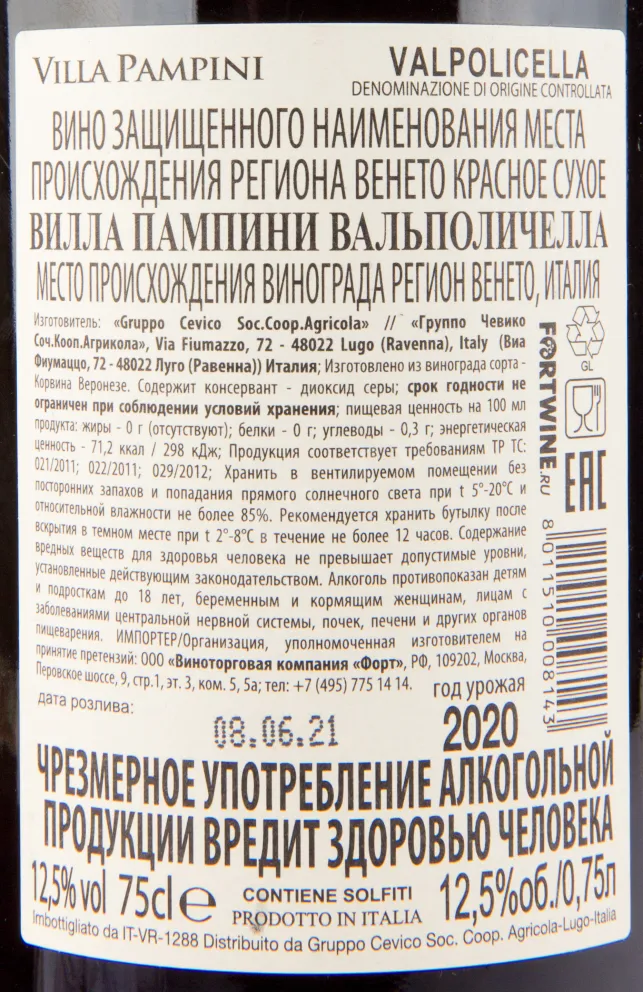 VILLA PAMPINI
VALPOLICELLA
DENOMINAZIONE DI ORIGINE CONTROLLATA
ВИНО ЗАЩИЩЕННОГО НАИМЕНОВАНИЯ МЕСТА
ПРОИСХОЖДЕНИЯ РЕГИОНА ВЕНЕТО КРАСНОЕ СУХОЕ
ВИЛЛА ПАМПИНИ ВАЛЬПОЛИЧЕЛЛА
МЕСТО ПРОИСХОЖДЕНИЯ ВИНОГРАДА РЕГИОН ВЕНЕТО, ИТАЛИЯ
Изготовитель: «Gruppo Cevico Soc.Coop.Agricola» // «Группо Чевико
Соч.Кооп.Агрикола», Via Fiumazzo, 72 - 48022 Lugo (Ravenna), Italy (Виа
Фиумаццо, 72 - 48022 Луго (Равенна)) Италия; Изготовлено из винограда сорта -
Корвина Веронезе. Содержит консервант - диоксид серы; срок годности не
ограничен при соблюдении условий хранения; пищевая ценность на 100 мл
продукта: жиры - 0 г (отсутствуют); белки - 0 г; углеводы - 0,3 г; энергетическая
ценность - 71,2 ккал / 298 кДж; Продукция соответствует требованиям ТР ТС:
021/2011; 022/2011; 029/2012; Хранить в вентилируемом помещении без
посторонних запахов и попадания прямого солнечного света при t 5°-20°С и
относительной влажности не более 85%. Рекомендуется хранить бутылку после
вскрытия в темном месте при t 2°-8°С в течение не более 12 часов. Содержание
вредных веществ для здоровья человека не превышает допустимые уровни,
установленные действующим законодательством. Алкоголь противопоказан детям
и подросткам до 18 лет, беременным и кормящим женщинам, лицам с
заболеваниями центральной нервной системы, почек, печени и других органов
пищеварения. ИМПОРТЕР/Организация, уполномоченная изготовителем на
принятие претензий: ООО «Виноторговая компания «Форт», РФ, 109202, Москва,
Перовское шоссе, 9, стр.1, эт. 3, ком. 5, 5а; тел: +7 (495) 775 14 14.
FORTWINE.RU
GL
EAC
8 011510 008143
дата розлива:
08.06.21
год урожая
2020
ЧРЕЗМЕРНОЕ УПОТРЕБЛЕНИЕ АЛКОГОЛЬНОЙ
ПРОДУКЦИИ ВРЕДИТ ЗДОРОВЬЮ ЧЕЛОВЕКА
12,5% vol 75cl e
CONTIENE SOLFITI
PRODOTTO IN ITALIA
12,5%об./0,75л
Imbottigliato da IT-VR-1288 Distribuito da Gruppo Cevico Soc. Coop. Agricola-Lugo-Italia